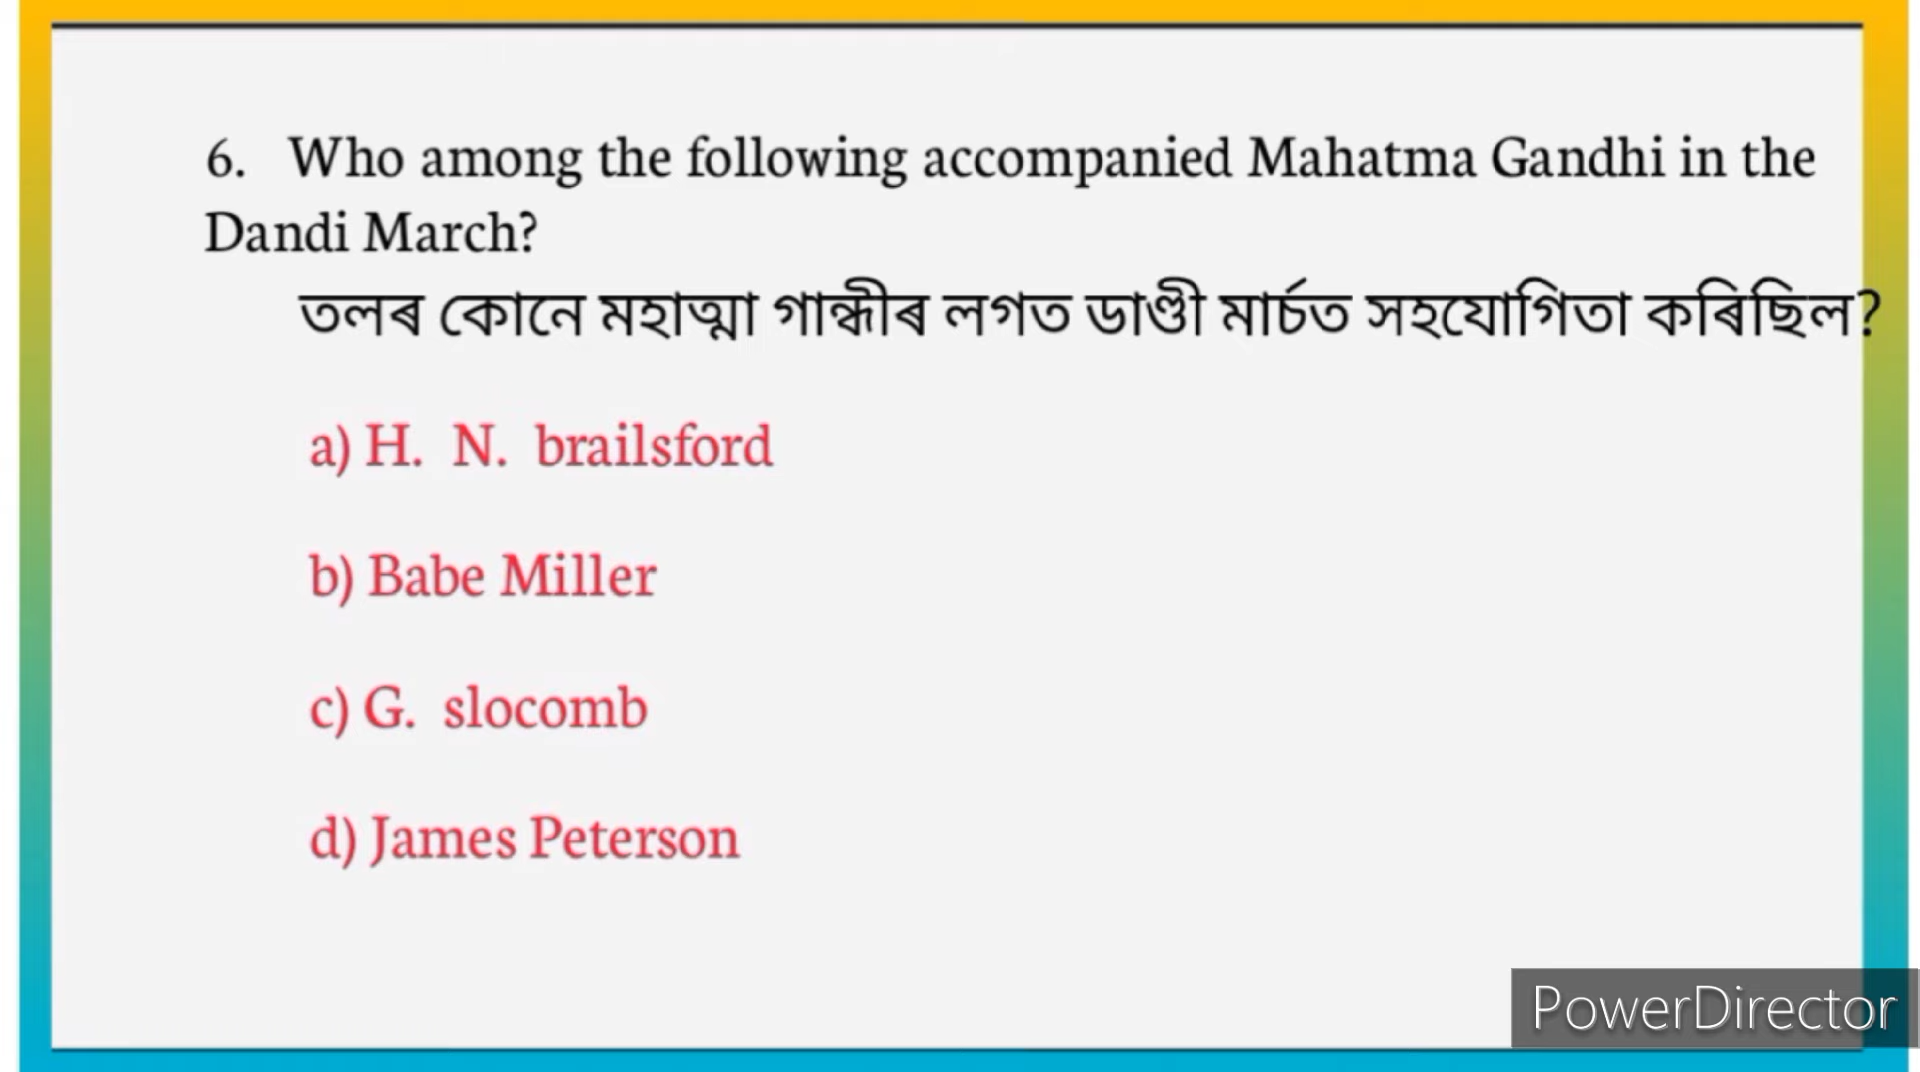 6. Who among the following accompanied Mahatma Gandhi in the
Dandi March?
তলৰ কোনে মহাত্মা গান্ধীৰ লগত ডাণ্ডী মাৰ্চত সহযোগিতা কৰিছিল?
a) H. N. brailsford
b) Babe Miller
c) G. slocomb
d) James Peterson
PowerDirector